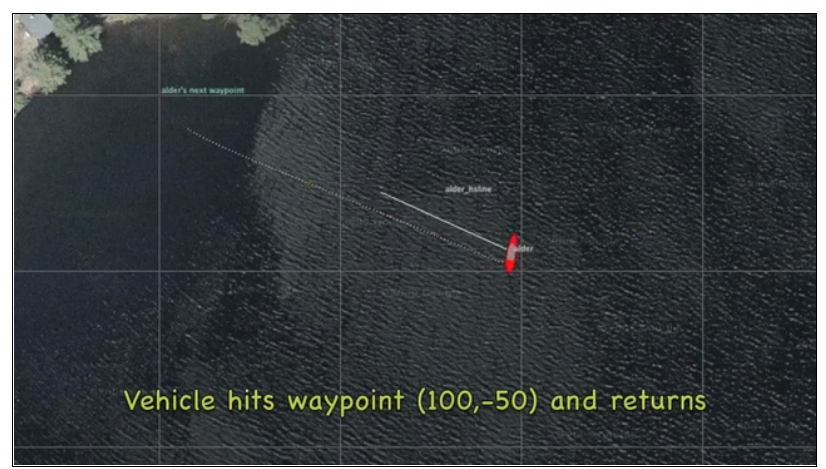 alder's next waypoint
alder_hsline
alder
Vehicle hits waypoint (100,-50) and returns